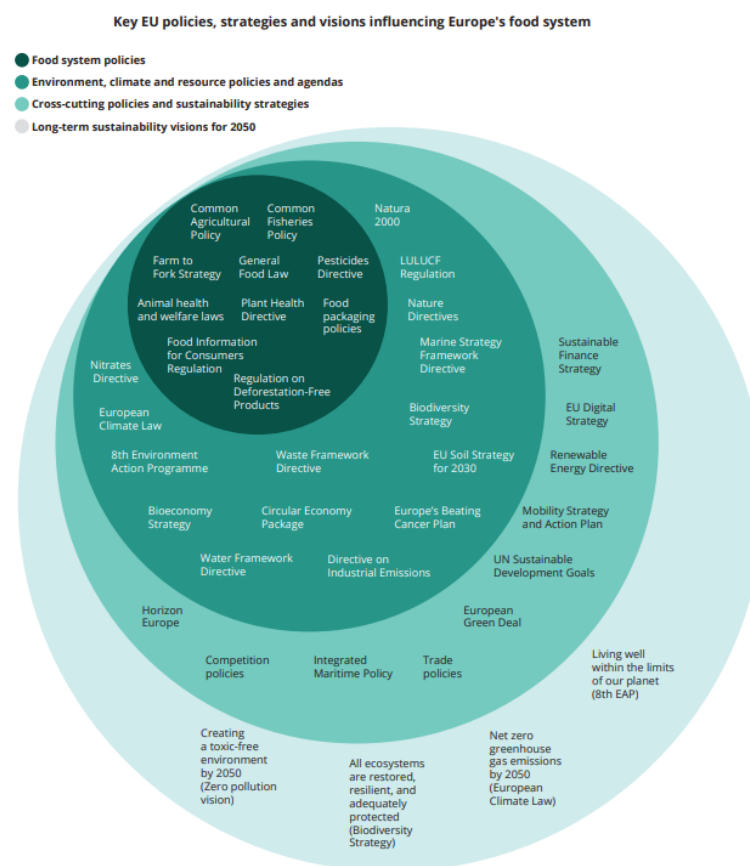 Key EU policies, strategies and visions influencing Europe's food system
Food system policies
Environment, climate and resource policies and agendas
Cross-cutting policies and sustainability strategies
Long-term sustainability visions for 2050
Common
Agricultural
Policy
Common
Fisheries
Policy
Natura
2000
Farm to
Fork Strategy
General
Food Law
Pesticides
Directive
LULUCF
Regulation
Animal health
and welfare laws
Plant Health
Directive
Food
packaging
policies
Nature
Directives
Food Information
for Consumers
Regulation
Marine Strategy
Framework
Directive
Sustainable
Finance
Strategy
Nitrates
Directive
Regulation on
Deforestation-Free
Products
European
Climate Law
Biodiversity
Strategy
EU Digital
Strategy
8th Environment
Action Programme
Waste Framework
Directive
EU Soil Strategy
for 2030
Renewable
Energy Directive
Bioeconomy
Strategy
Circular Economy
Package
Europe's Beating
Cancer Plan
Mobility Strategy
and Action Plan
Water Framework
Directive
Directive on
Industrial Emissions
UN Sustainable
Development Goals
Horizon
Europe
European
Green Deal
Competition
policies
Integrated
Maritime Policy
Trade
policies
Living well
within the limits
of our planet
(8th EAP)
Creating
a toxic-free
environment
by 2050
(Zero pollution
vision)
All ecosystems
are restored,
resilient, and
adequately
protected
(Biodiversity
Strategy)
Net zero
greenhouse
gas emissions
by 2050
(European
Climate Law)